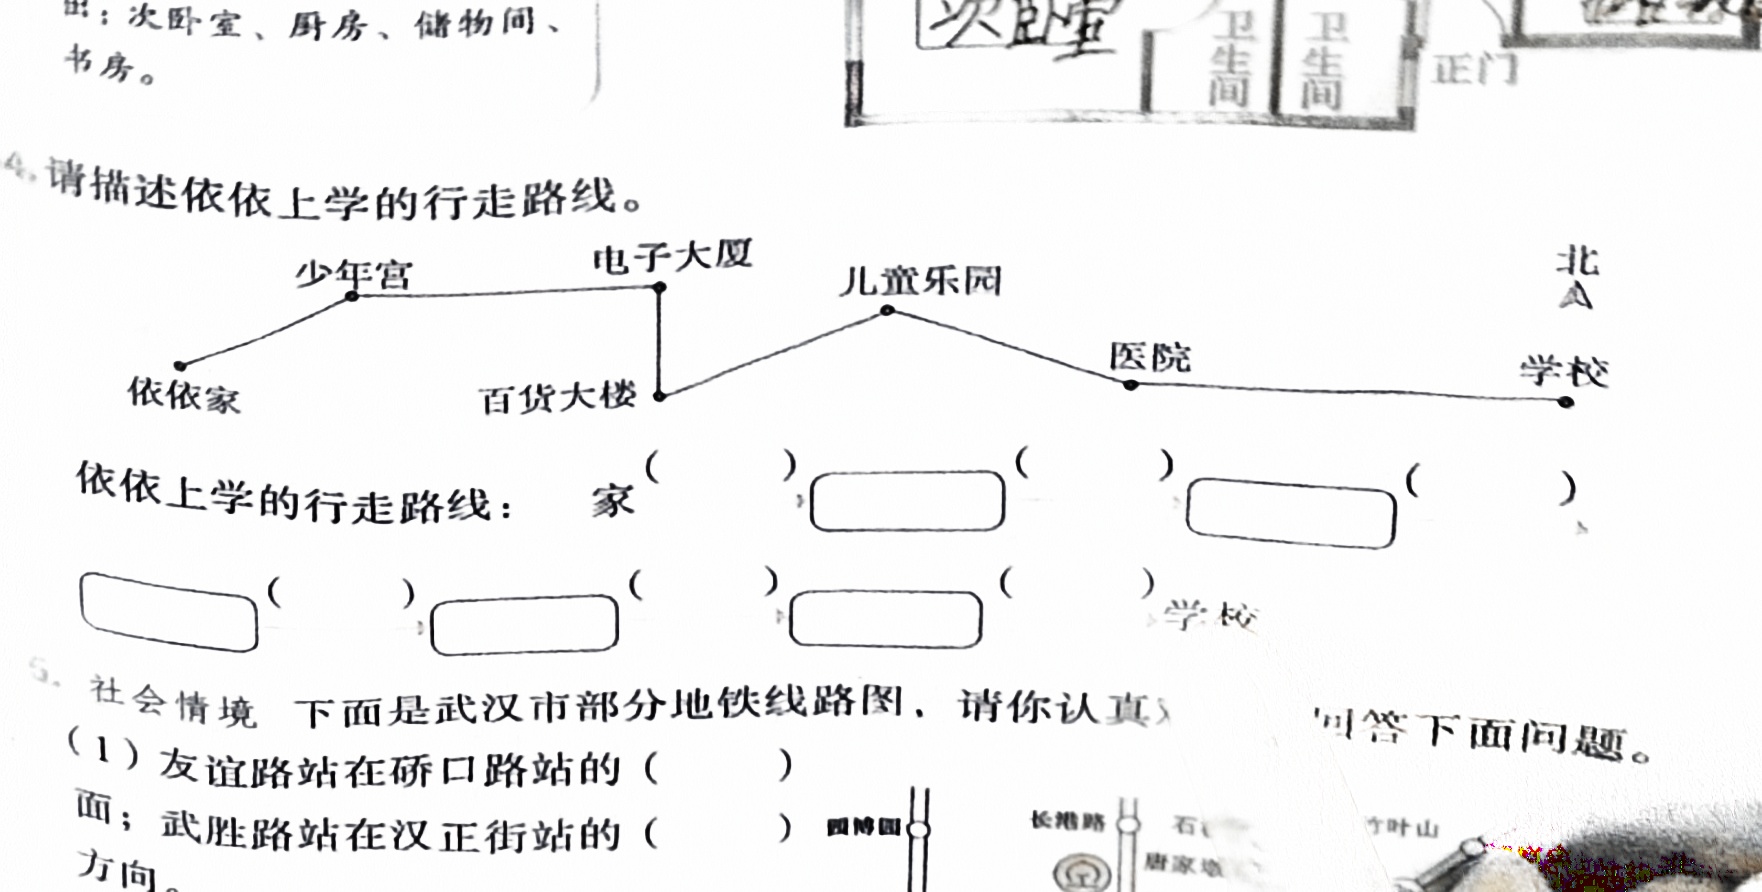 出：次卧室、厨房、储物间、
书房。
次卧室
卫生间
卫生间
正门
4.请描述依依上学的行走路线。
少年宫
电子大厦
儿童乐园
北
医院
学校
依依家
百货大楼
依依上学的行走路线： 家 ( ) ( ) ( )
( ) ( ) ( ) 学校
5. 社会情境 下面是武汉市部分地铁线路图，请你认真 回答下面问题。
（1）友谊路站在硚口路站的（ ）
面；武胜路站在汉正街站的（ ）
方向。
园博园
长港路
石
唐家墩
竹叶山